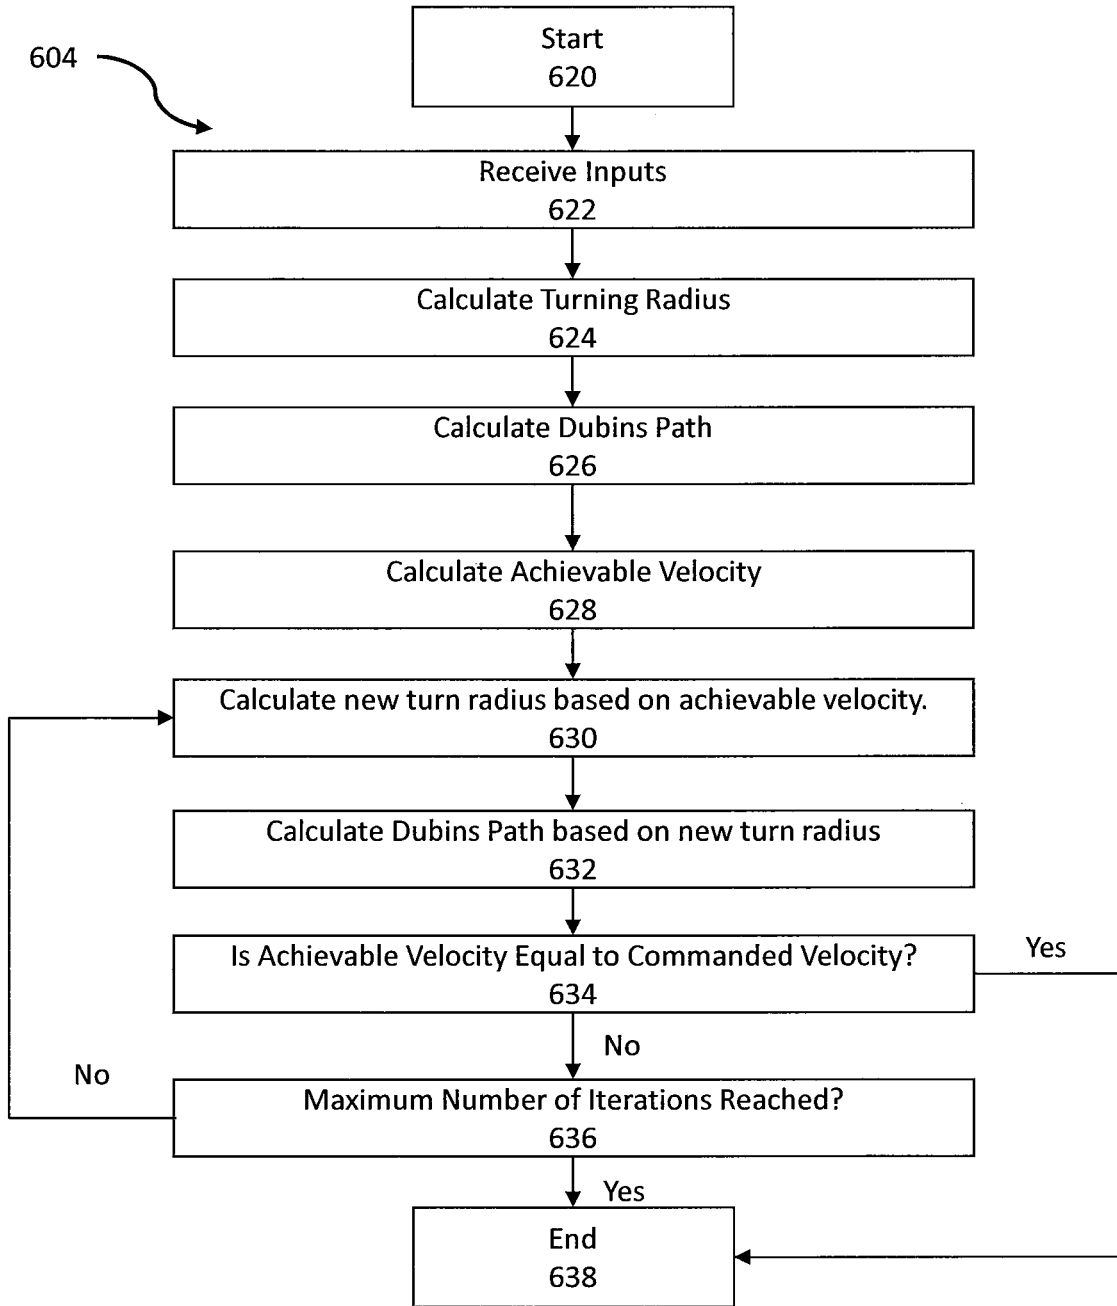 604
Start
620
Receive Inputs
622
Calculate Turning Radius
624
Calculate Dubins Path
626
Calculate Achievable Velocity
628
Calculate new turn radius based on achievable velocity.
630
Calculate Dubins Path based on new turn radius
632
Is Achievable Velocity Equal to Commanded Velocity?
634
Yes
No
No
Maximum Number of Iterations Reached?
636
Yes
End
638